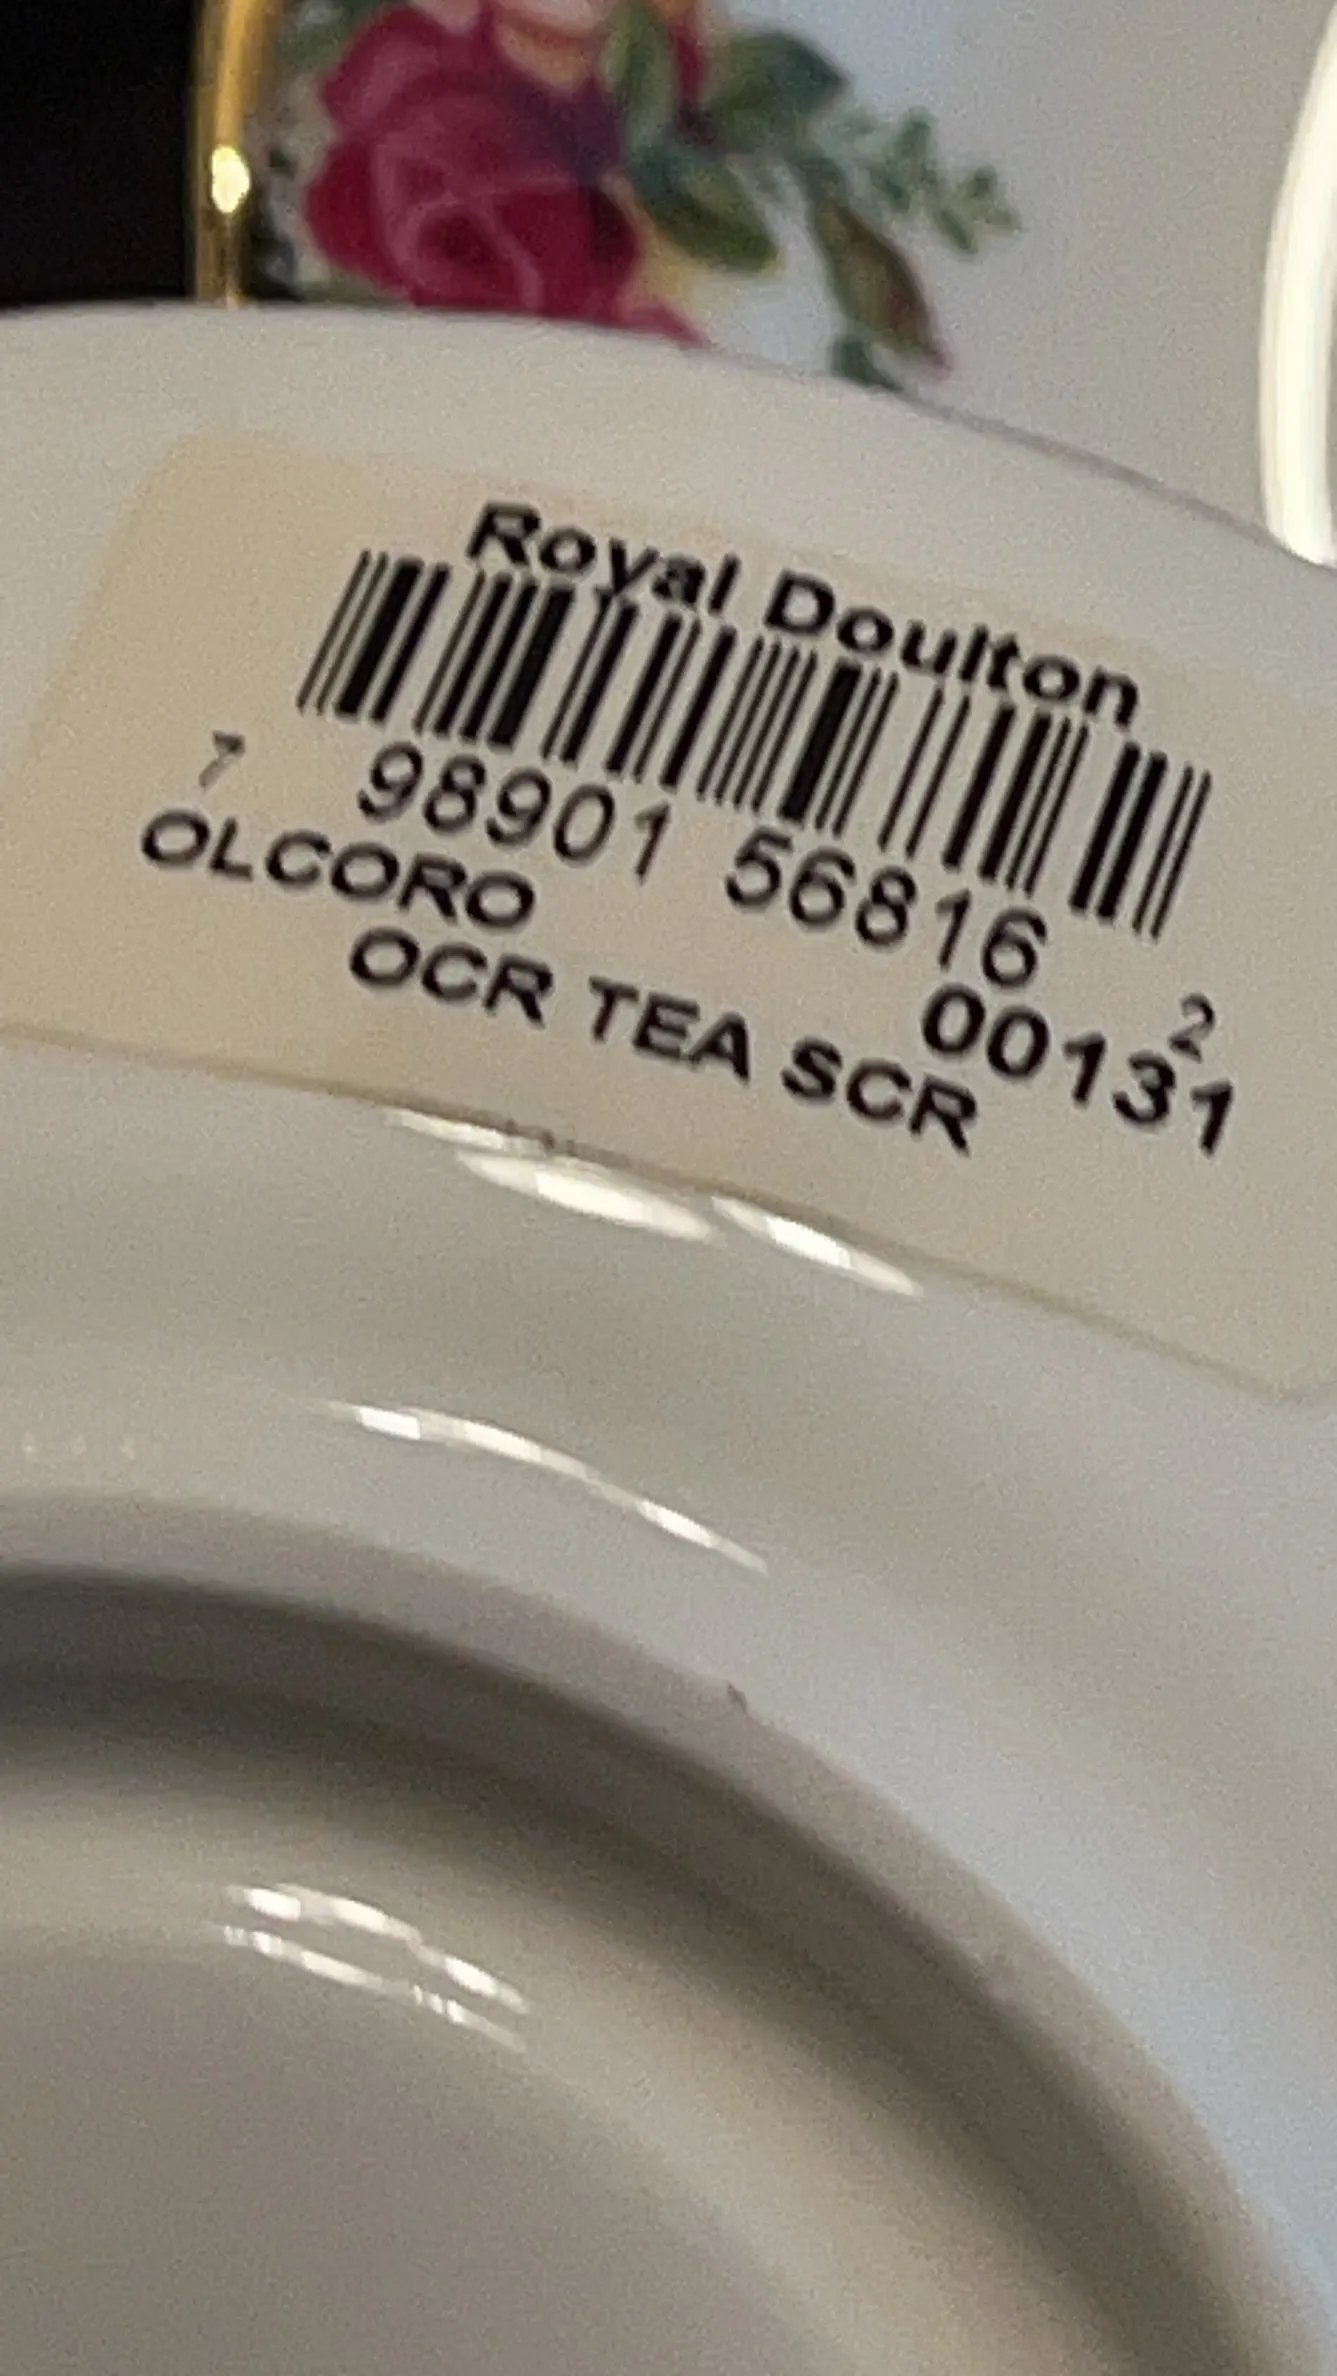 Royal Doulton
7 98901 56816 2
OLCORO 00131
OCR TEA SCR